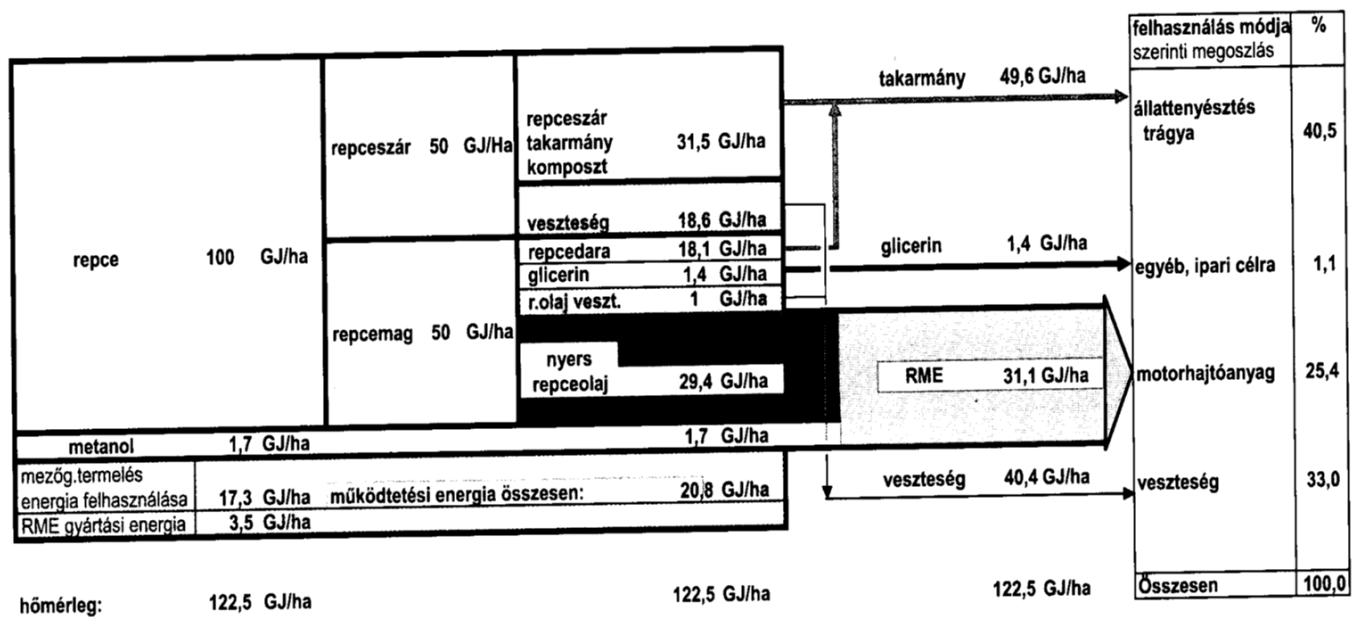 felhasználás módja %
szerinti megoszlás
takarmány 49,6 GJ/ha
állattenyésztés
trágya 40,5
repceszár
takarmány 31,5 GJ/ha
komposzt
repceszár 50 GJ/Ha
veszteség 18,6 GJ/ha
repce 100 GJ/ha
repcedara 18,1 GJ/ha
glicerin 1,4 GJ/ha
glicerin 1,4 GJ/ha
egyéb, ipari célra 1,1
r.olaj veszt. 1 GJ/ha
repcemag 50 GJ/ha
nyers
repceolaj 29,4 GJ/ha
RME 31,1 GJ/ha
motorhajtóanyag 25,4
metanol 1,7 GJ/ha 1,7 GJ/ha
mezőg.termelés
energia felhasználása 17,3 GJ/ha működtetési energia összesen: 20,8 GJ/ha
RME gyártási energia 3,5 GJ/ha
veszteség 40,4 GJ/ha
veszteség 33,0
Összesen 100,0
hőmérleg: 122,5 GJ/ha 122,5 GJ/ha 122,5 GJ/ha